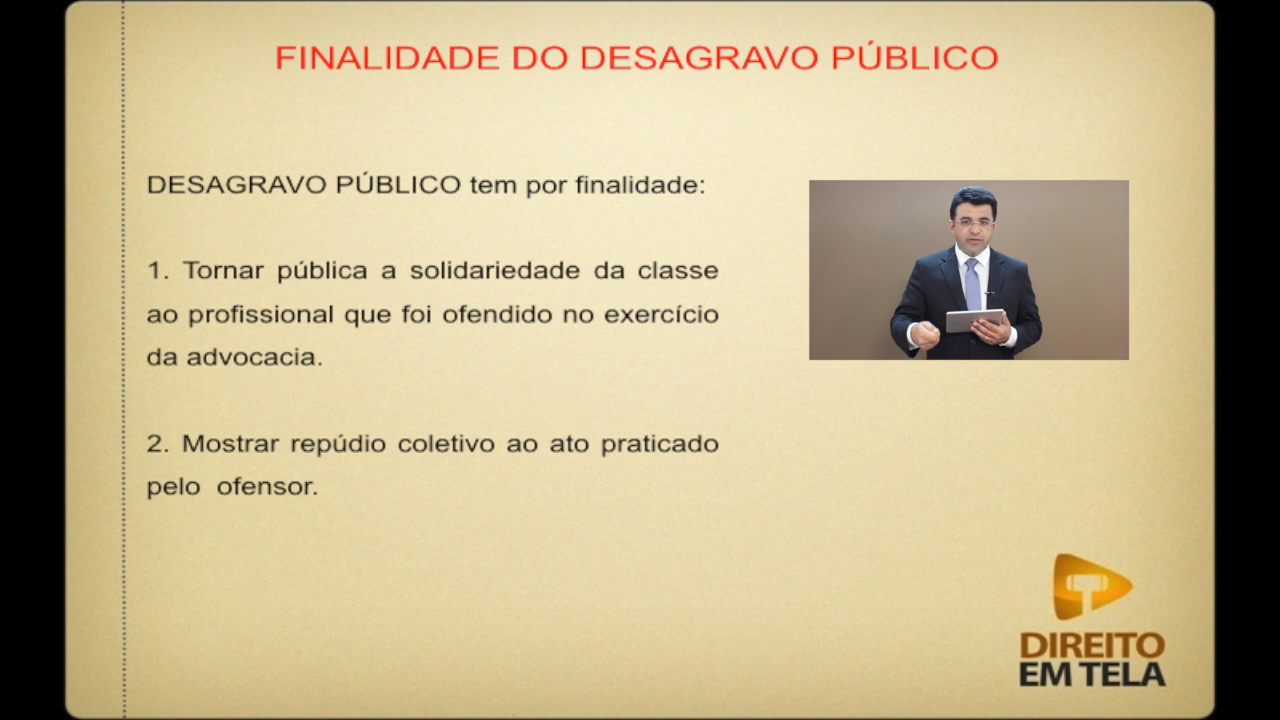 FINALIDADE DO DESAGRAVO PÚBLICO
DESAGRAVO PÚBLICO tem por finalidade:
1. Tornar pública a solidariedade da classe
ao profissional que foi ofendido no exercício
da advocacia.
2. Mostrar repúdio coletivo ao ato praticado
pelo ofensor.
DIREITO
EM TELA